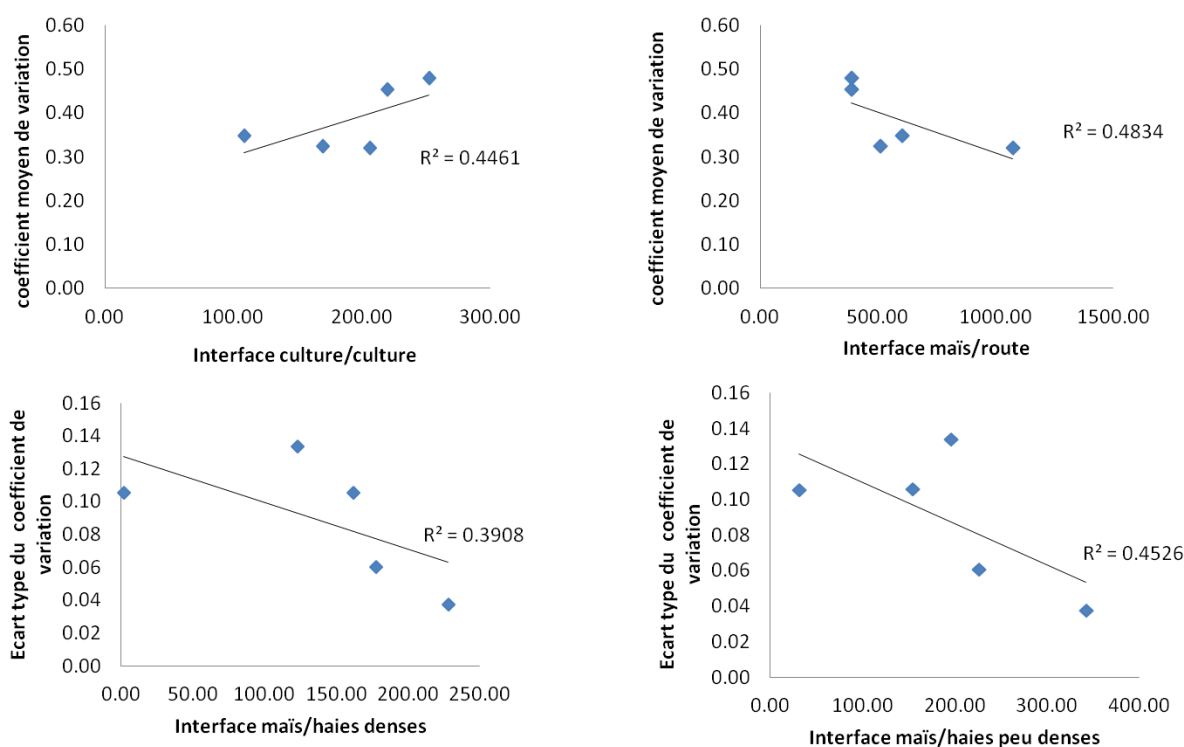 coefficient moyen de variation
0.60
0.50
0.40
0.30
0.20
0.10
0.00
R² = 0.4461
0.00 100.00 200.00 300.00
Interface culture/culture
coefficient moyen de variation
0.60
0.50
0.40
0.30
0.20
0.10
0.00
R² = 0.4834
0.00 500.00 1000.00 1500.00
Interface maïs/route
Ecart type du coefficient de
variation
0.16
0.14
0.12
0.10
0.08
0.06
0.04
0.02
0.00
R² = 0.3908
0.00 50.00 100.00 150.00 200.00 250.00
Interface maïs/haies denses
Ecart type du coefficient de
variation
0.16
0.14
0.12
0.10
0.08
0.06
0.04
0.02
0.00
R² = 0.4526
0.00 100.00 200.00 300.00 400.00
Interface maïs/haies peu denses